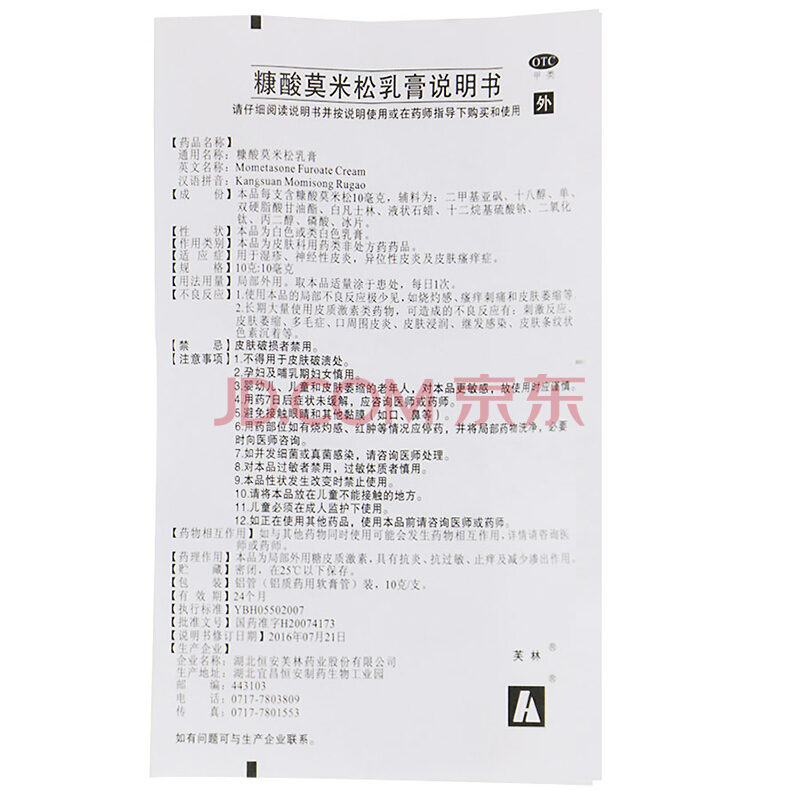 OTC
甲类
糠酸莫米松乳膏说明书
请仔细阅读说明书并按说明使用或在药师指导下购买和使用
外
【药品名称】
通用名称：糠酸莫米松乳膏
英文名称：Mometasone Furoate Cream
汉语拼音：Kangsuan Momisong Rugao
【成 份】本品每支含糠酸莫米松10毫克，辅料为：二甲基亚砜、十八醇、单、
双硬脂酸甘油酯、白凡士林、液状石蜡、十二烷基硫酸钠、二氧化
钛、丙二醇、磷酸、冰片。
【性 状】本品为白色或类白色乳膏。
【作用类别】本品为皮肤科用药类非处方药药品。
【适 应 症】用于湿疹、神经性皮炎，异位性皮炎及皮肤瘙痒症。
【规 格】10克:10毫克
【用法用量】局部外用。取本品适量涂于患处，每日1次。
【不良反应】1.使用本品的局部不良反应极少见,如烧灼感、瘙痒刺痛和皮肤萎缩等。
2.长期大量使用皮质激素类药物，可造成的不良反应有：刺激反应、
皮肤萎缩、多毛症、口周围皮炎、皮肤浸润、继发感染、皮肤条纹状
色素沉着等。
【禁 忌】皮肤破损者禁用。
【注意事项】1.不得用于皮肤破溃处。
2.孕妇及哺乳期妇女慎用。
3.婴幼儿、儿童和皮肤萎缩的老年人，对本品更敏感，故使用时应谨慎。
4.用药7日后症状未缓解，应咨询医师或药师。
5.避免接触眼睛和其他黏膜（如口、鼻等）。
6.用药部位如有烧灼感、红肿等情况应停药，并将局部药物洗净，必要
时向医师咨询。
7.如并发细菌或真菌感染，请咨询医师处理。
8.对本品过敏者禁用，过敏体质者慎用。
9.本品性状发生改变时禁止使用。
10.请将本品放在儿童不能接触的地方。
11.儿童必须在成人监护下使用。
12.如正在使用其他药品，使用本品前请咨询医师或药师。
JD.COM 京东
【药物相互作用】如与其他药物同时使用可能会发生药物相互作用,详情请咨询医
师或药师。
【药理作用】本品为局部外用糖皮质激素,具有抗炎、抗过敏、止痒及减少渗出作用。
【贮 藏】密闭，在25℃以下保存。
【包 装】铝管（铝质药用软膏管）装，10克/支。
【有 效 期】24个月
【执行标准】YBH05502007
【批准文号】国药准字H20074173
【说明书修订日期】2016年07月21日
【生产企业】
企业名称：湖北恒安芙林药业股份有限公司
生产地址：湖北宜昌恒安制药生物工业园
邮 编：443103
电 话：0717-7803809
传 真：0717-7801553
如有问题可与生产企业联系。
芙林®
®